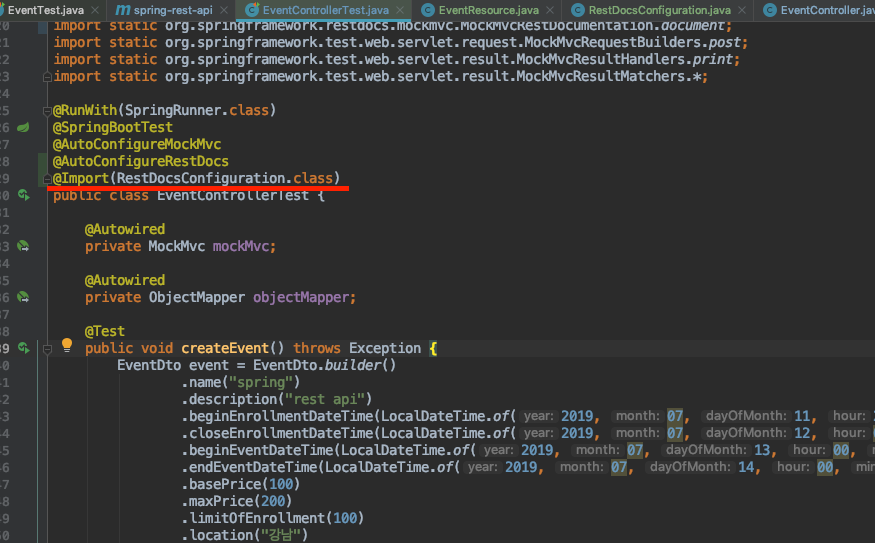 EventTest.java spring-rest-api EventControllerTest.java EventResource.java RestDocsConfiguration.java EventController.jav
20 import static org.springframework.restdocs.mockmvc.MockMvcRestDocumentation.document;
21 import static org.springframework.test.web.servlet.request.MockMvcRequestBuilders.post;
22 import static org.springframework.test.web.servlet.result.MockMvcResultHandlers.print;
23 import static org.springframework.test.web.servlet.result.MockMvcResultMatchers.*;
24
25 @RunWith(SpringRunner.class)
26 @SpringBootTest
27 @AutoConfigureMockMvc
28 @AutoConfigureRestDocs
29 @Import(RestDocsConfiguration.class)
30 public class EventControllerTest {
31
32 @Autowired
33 private MockMvc mockMvc;
34
35 @Autowired
36 private ObjectMapper objectMapper;
37
38 @Test
39 public void createEvent() throws Exception {
40 EventDto event = EventDto.builder()
41 .name("spring")
42 .description("rest api")
43 .beginEnrollmentDateTime(LocalDateTime.of( year: 2019, month: 07, dayOfMonth: 11, hour:
44 .closeEnrollmentDateTime(LocalDateTime.of( year: 2019, month: 07, dayOfMonth: 12, hour:
45 .beginEventDateTime(LocalDateTime.of( year: 2019, month: 07, dayOfMonth: 13, hour: 00,
46 .endEventDateTime(LocalDateTime.of( year: 2019, month: 07, dayOfMonth: 14, hour: 00, min
47 .basePrice(100)
48 .maxPrice(200)
49 .limitOfEnrollment(100)
50 .location("강남")